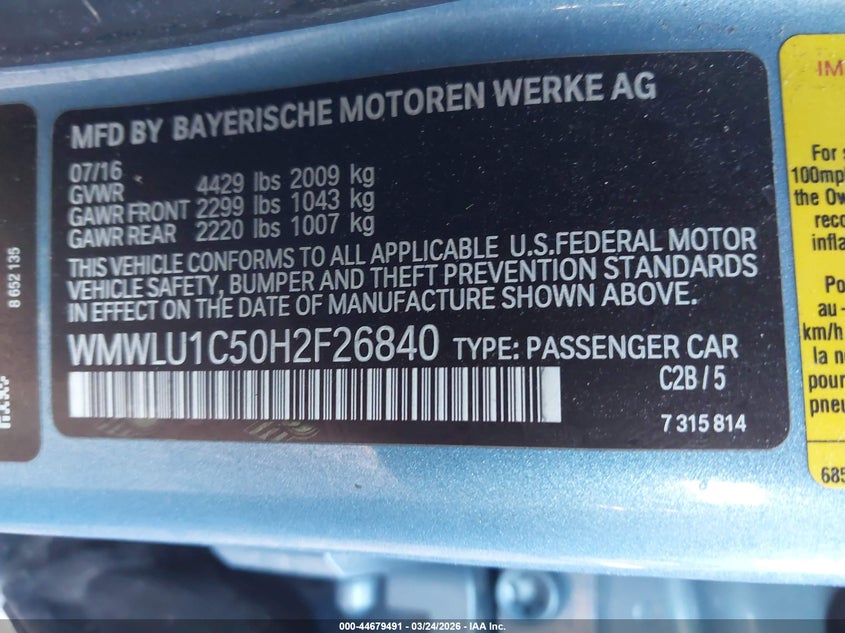 MFD BY BAYERISCHE MOTOREN WERKE AG
07/16
GVWR 4429 lbs 2009 kg
GAWR FRONT 2299 lbs 1043 kg
GAWR REAR 2220 lbs 1007 kg
THIS VEHICLE CONFORMS TO ALL APPLICABLE U.S.FEDERAL MOTOR
VEHICLE SAFETY, BUMPER AND THEFT PREVENTION STANDARDS
IN EFFECT ON THE DATE OF MANUFACTURE SHOWN ABOVE.
WMWLU1C50H2F26840 TYPE: PASSENGER CAR
C2B / 5
7 315 814
8 652 135
For
100mp
the Ow
reco
infla
Po
au -
km/h
la no
pour
pneu
685
000-44679491 - 03/24/2026 - IAA Inc.